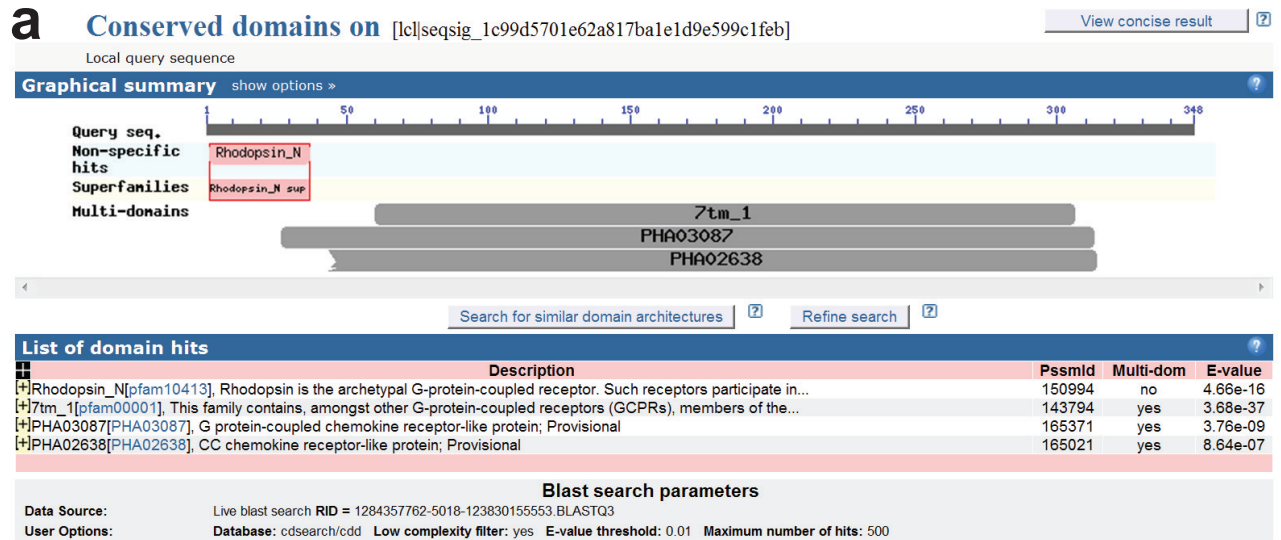 a
Conserved domains on [lcl|seqsig_1c99d5701e62a817ba1e1d9e599c1feb]
View concise result ?
Local query sequence
Graphical summary show options » ?
1 50 100 150 200 250 300 348
Query seq.
Non-specific hits Rhodopsin_N
Superfamilies Rhodopsin_N sup
Multi-domains 7tm_1
PHA03087
PHA02638
Search for similar domain architectures ? Refine search ?
List of domain hits ?
+ Description PssmId Multi-dom E-value
[+]Rhodopsin_N[pfam10413], Rhodopsin is the archetypal G-protein-coupled receptor. Such receptors participate in... 150994 no 4.66e-16
[+]7tm_1[pfam00001], This family contains, amongst other G-protein-coupled receptors (GCPRs), members of the... 143794 yes 3.68e-37
[+]PHA03087[PHA03087], G protein-coupled chemokine receptor-like protein; Provisional 165371 yes 3.76e-09
[+]PHA02638[PHA02638], CC chemokine receptor-like protein; Provisional 165021 yes 8.64e-07
Blast search parameters
Data Source: Live blast search RID = 1284357762-5018-123830155553.BLASTQ3
User Options: Database: cdsearch/cdd Low complexity filter: yes E-value threshold: 0.01 Maximum number of hits: 500